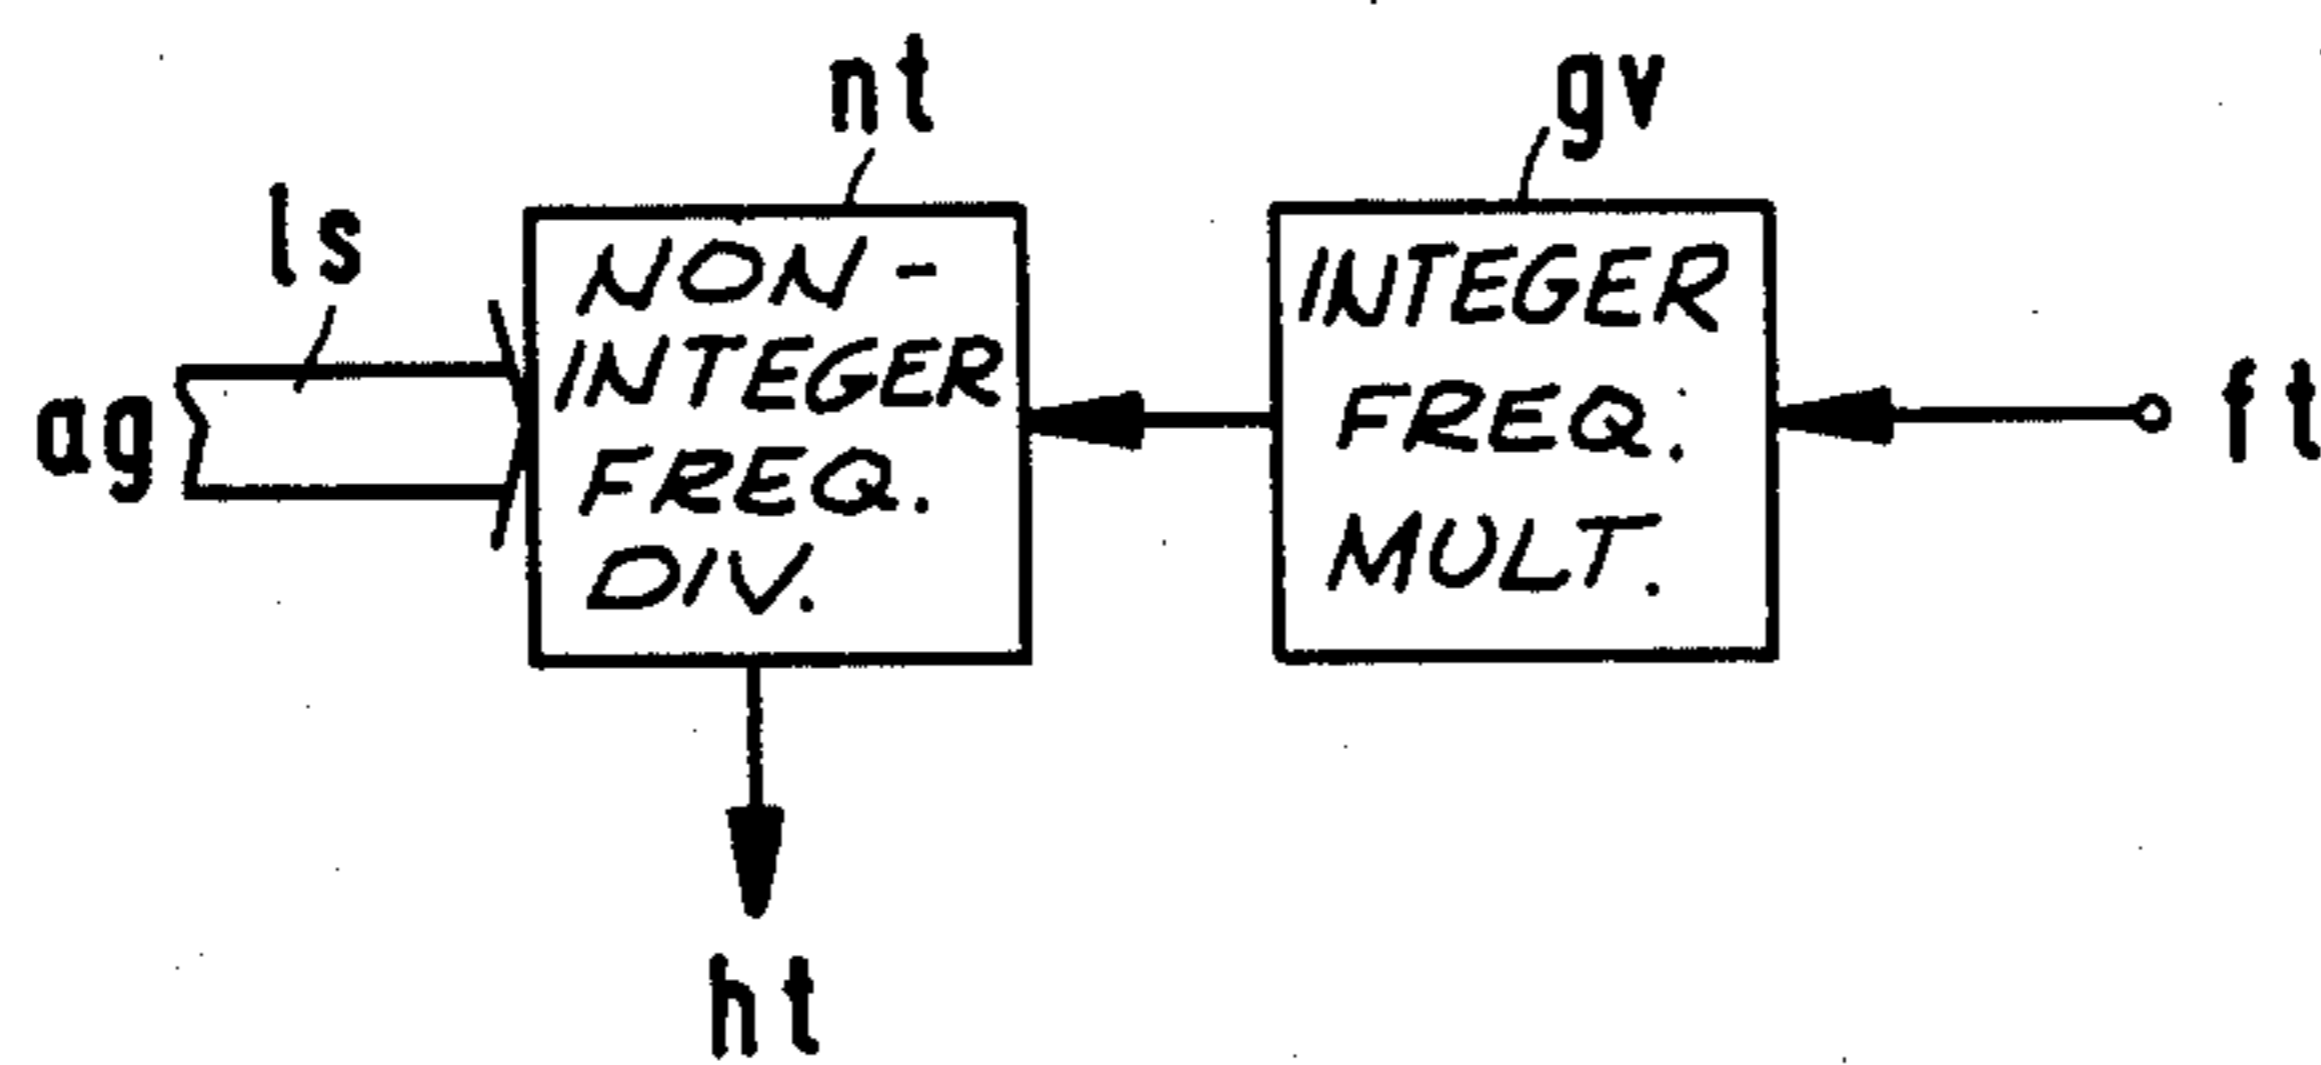 nt
gv
ls
NON-
INTEGER
FREQ.
DIV.
INTEGER
FREQ.
MULT.
ag
ft
ht